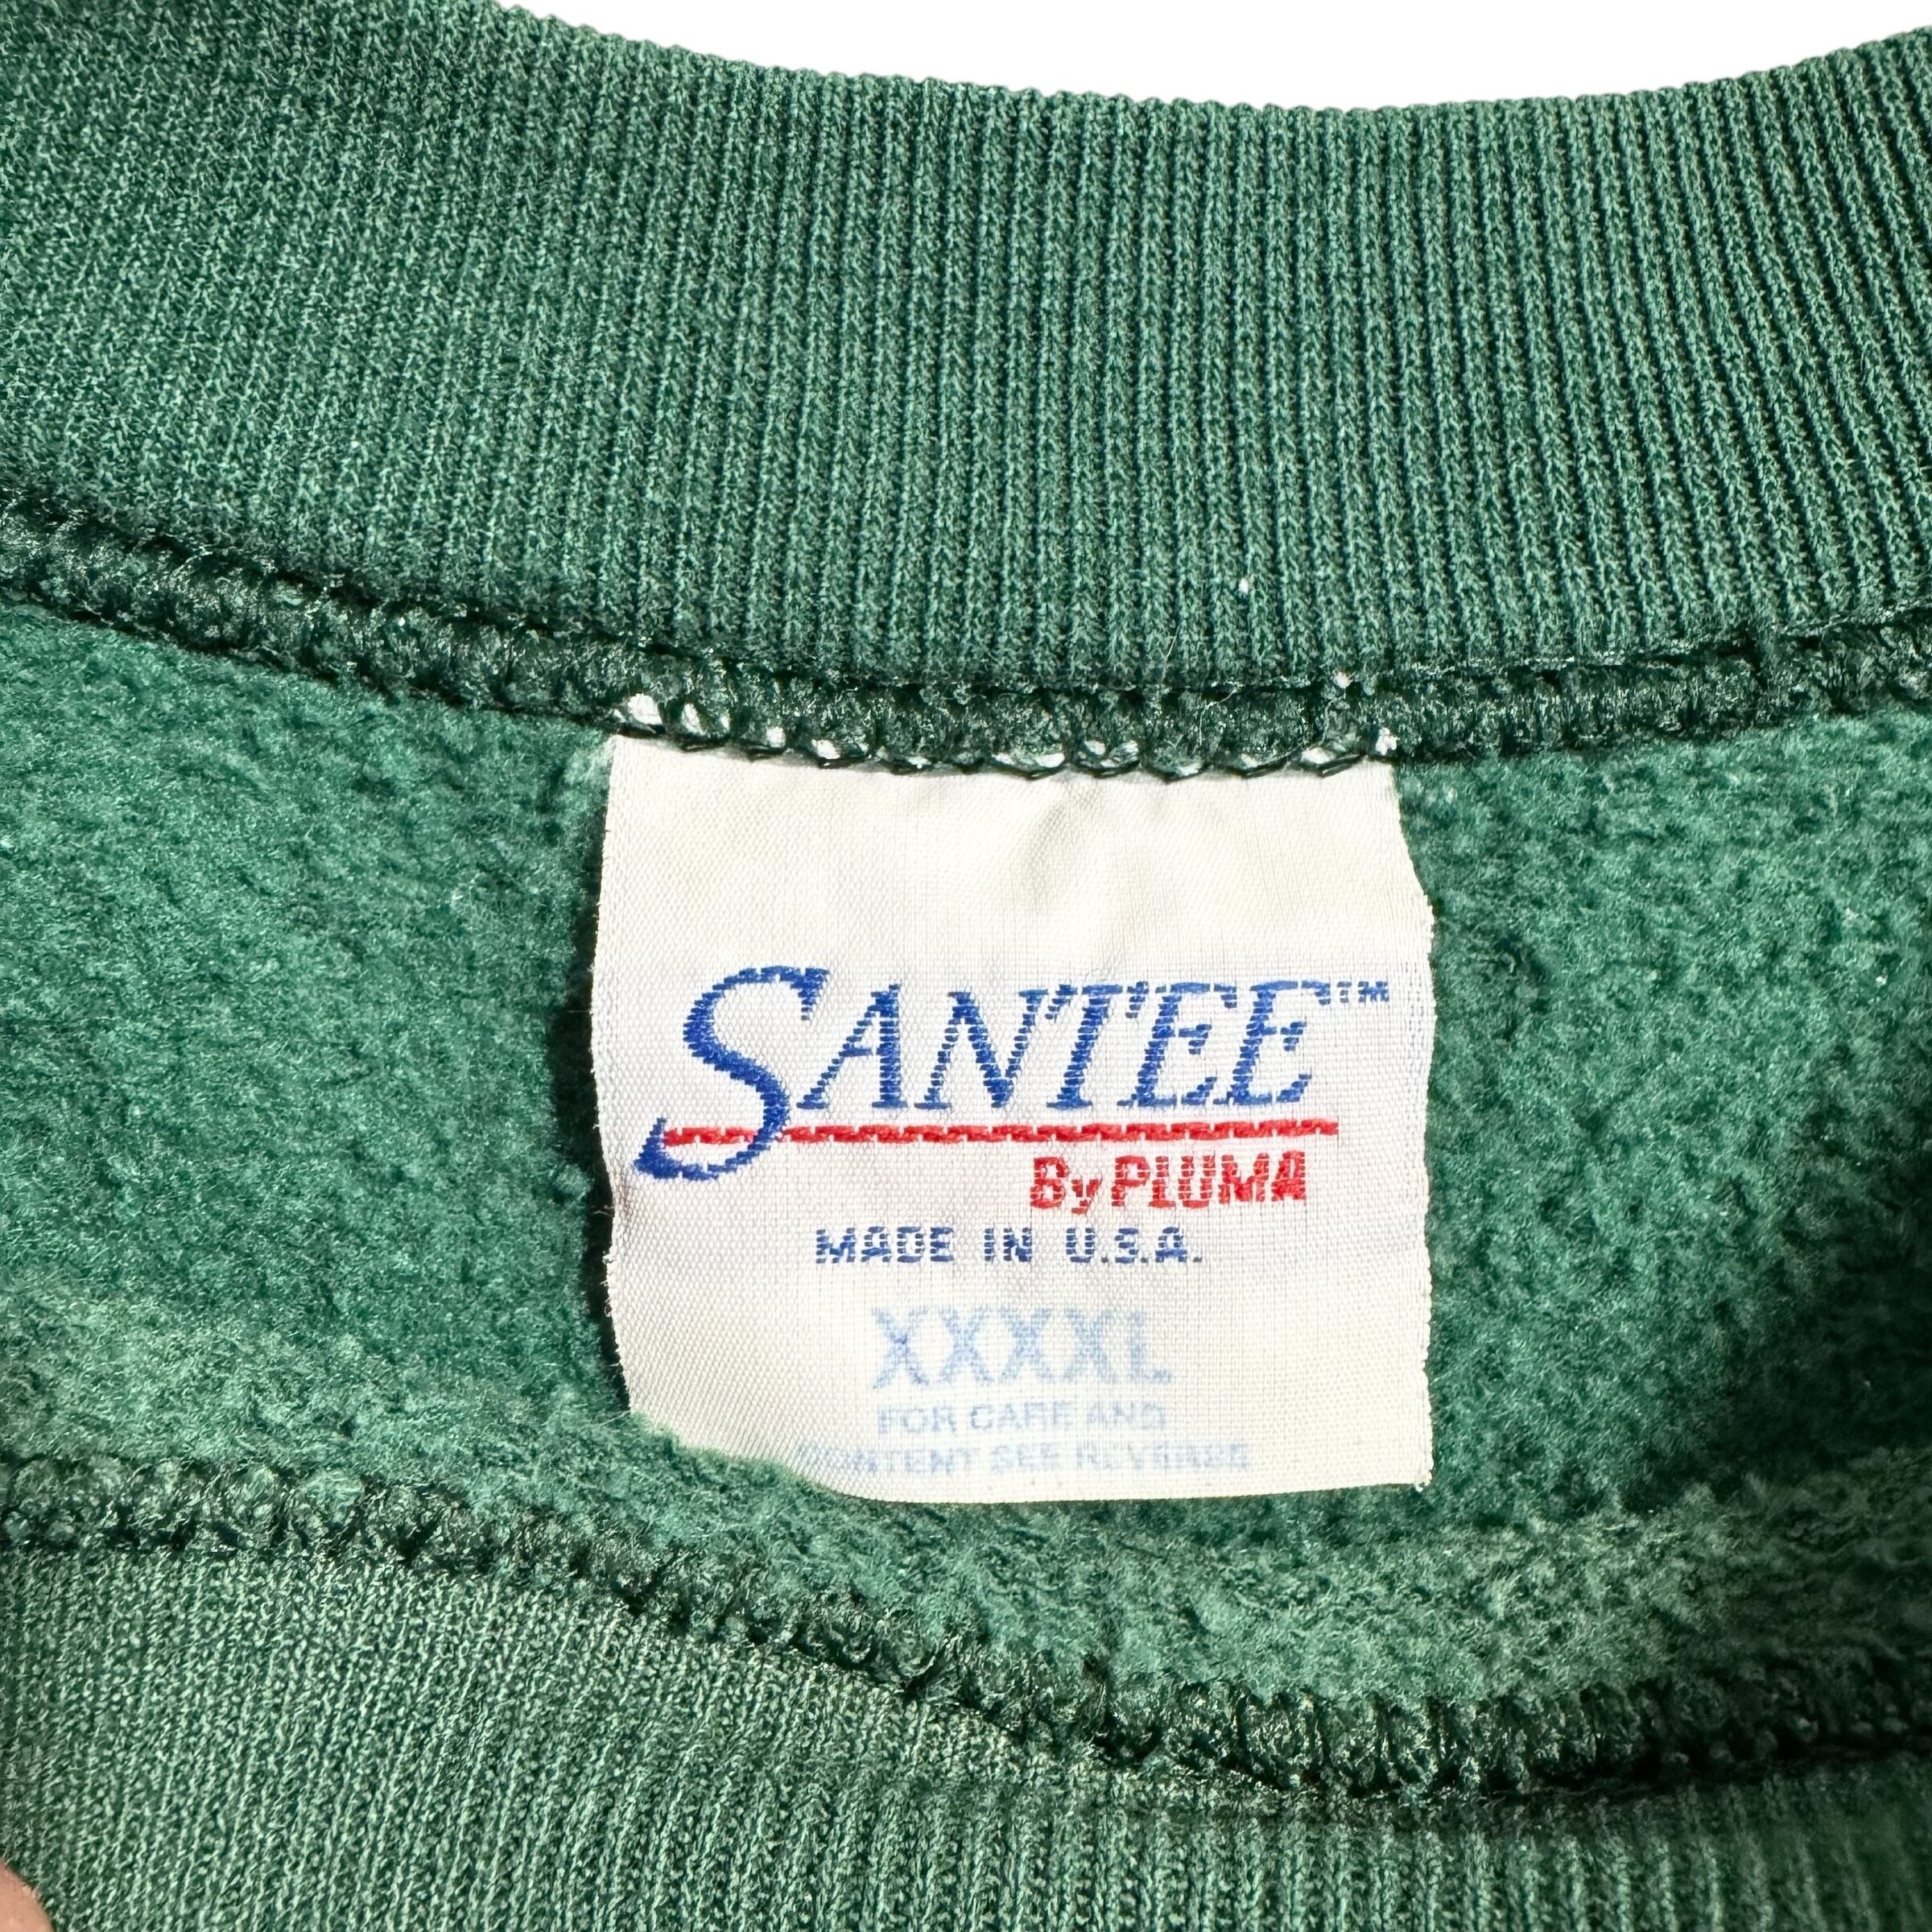 SANTEE™
By PLUMA
MADE IN U.S.A.
XXXXL
FOR CARE AND
CONTENT SEE REVERSE